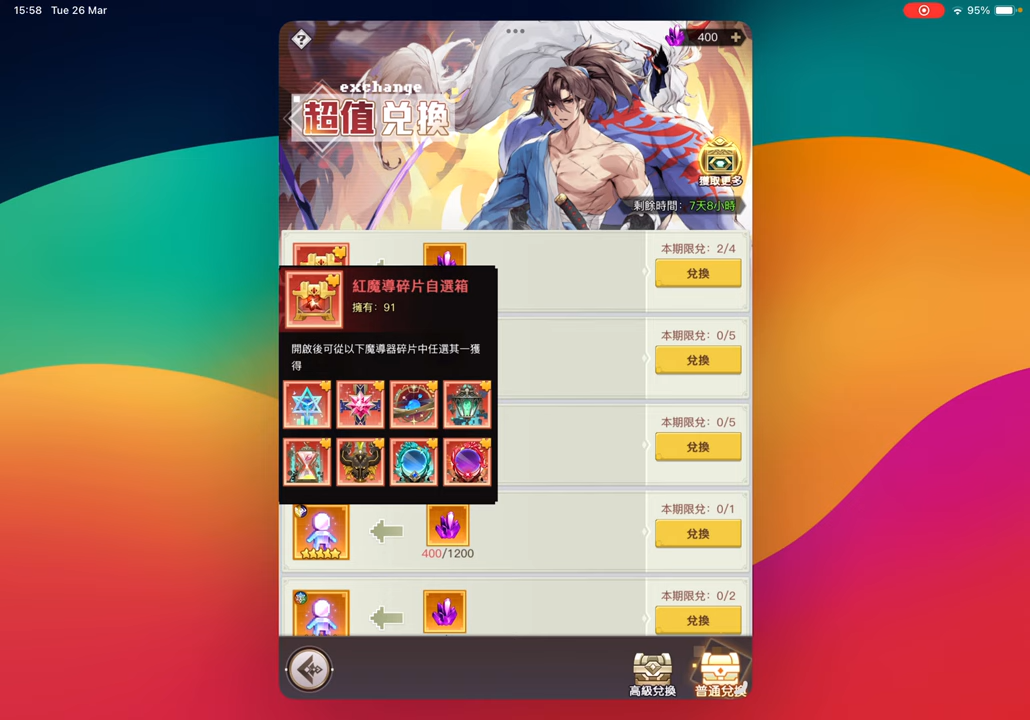 15:58 Tue 26 Mar
95%
400
exchange
超值兌換
獲取更多
剩餘時間：7天8小時
本期限兌：2/4
兌換
紅魔導碎片自選箱
擁有：91
開啟後可從以下魔導器碎片中任選其一獲
得
本期限兌：0/5
兌換
本期限兌：0/5
兌換
本期限兌：0/1
兌換
400/1200
本期限兌：0/2
兌換
高級兌換
普通兌換